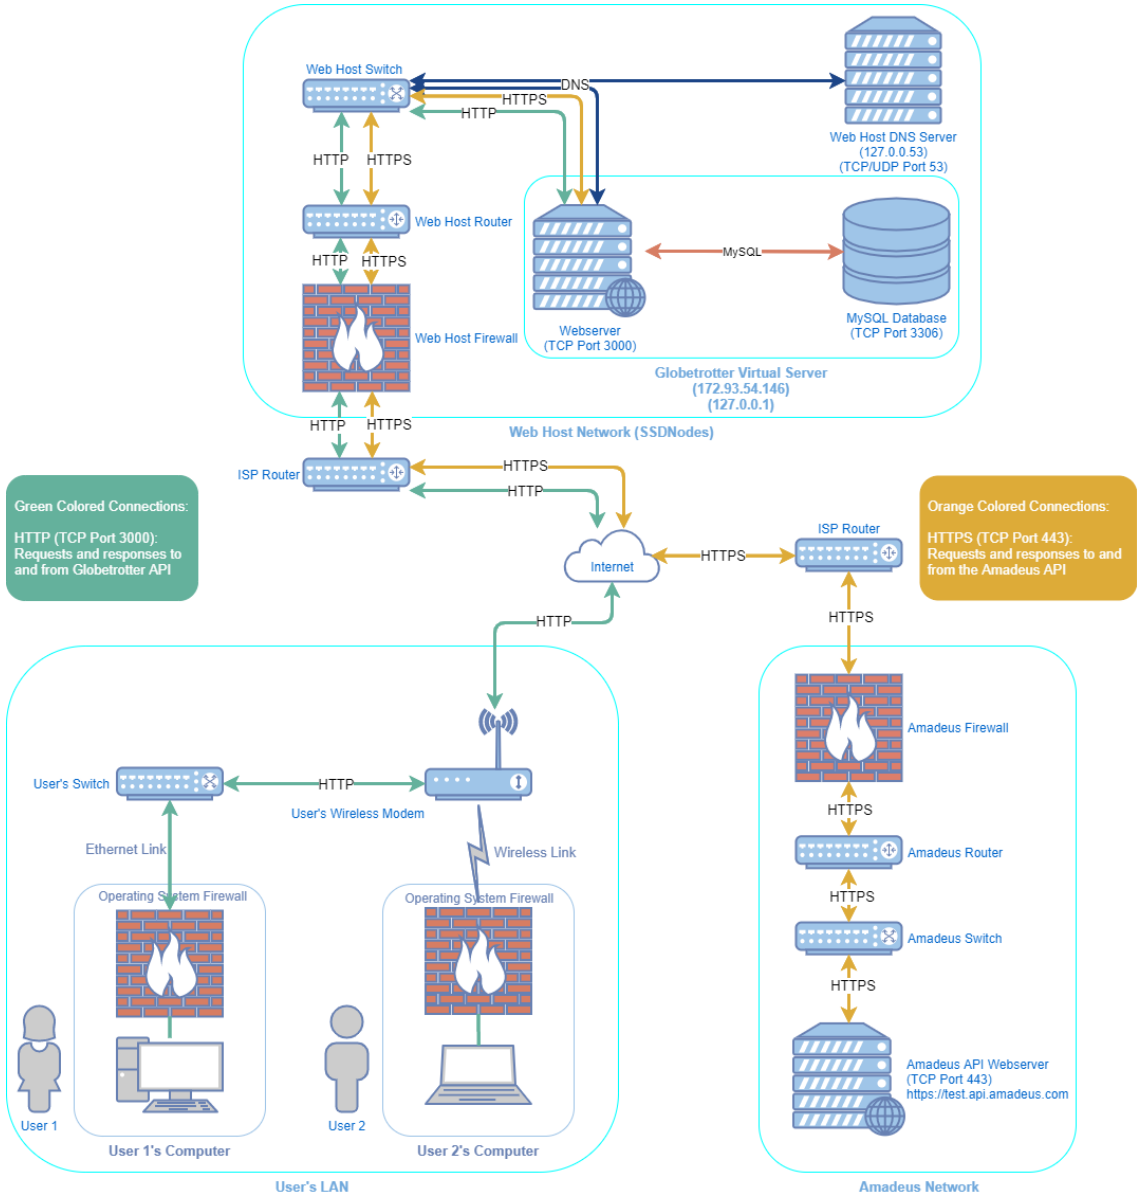 Web Host Switch
DNS
HTTPS
HTTP
Web Host DNS Server
(127.0.0.53)
(TCP/UDP Port 53)
HTTP
HTTPS
Web Host Router
HTTP
HTTPS
MySQL
Webserver
(TCP Port 3000)
MySQL Database
(TCP Port 3306)
Web Host Firewall
Globetrotter Virtual Server
(172.93.54.146)
(127.0.0.1)
HTTP
HTTPS
Web Host Network (SSDNodes)
ISP Router
HTTPS
HTTP
Green Colored Connections:
HTTP (TCP Port 3000):
Requests and responses to
and from Globetrotter API
Orange Colored Connections:
HTTPS (TCP Port 443):
Requests and responses to and
from the Amadeus API
Internet
HTTPS
ISP Router
HTTP
HTTPS
Amadeus Firewall
User's Switch
HTTP
User's Wireless Modem
HTTPS
Ethernet Link
Wireless Link
Amadeus Router
Operating System Firewall
Operating System Firewall
HTTPS
Amadeus Switch
HTTPS
Amadeus API Webserver
(TCP Port 443)
https://test.api.amadeus.com
User 1
User 2
User 1's Computer
User 2's Computer
User's LAN
Amadeus Network